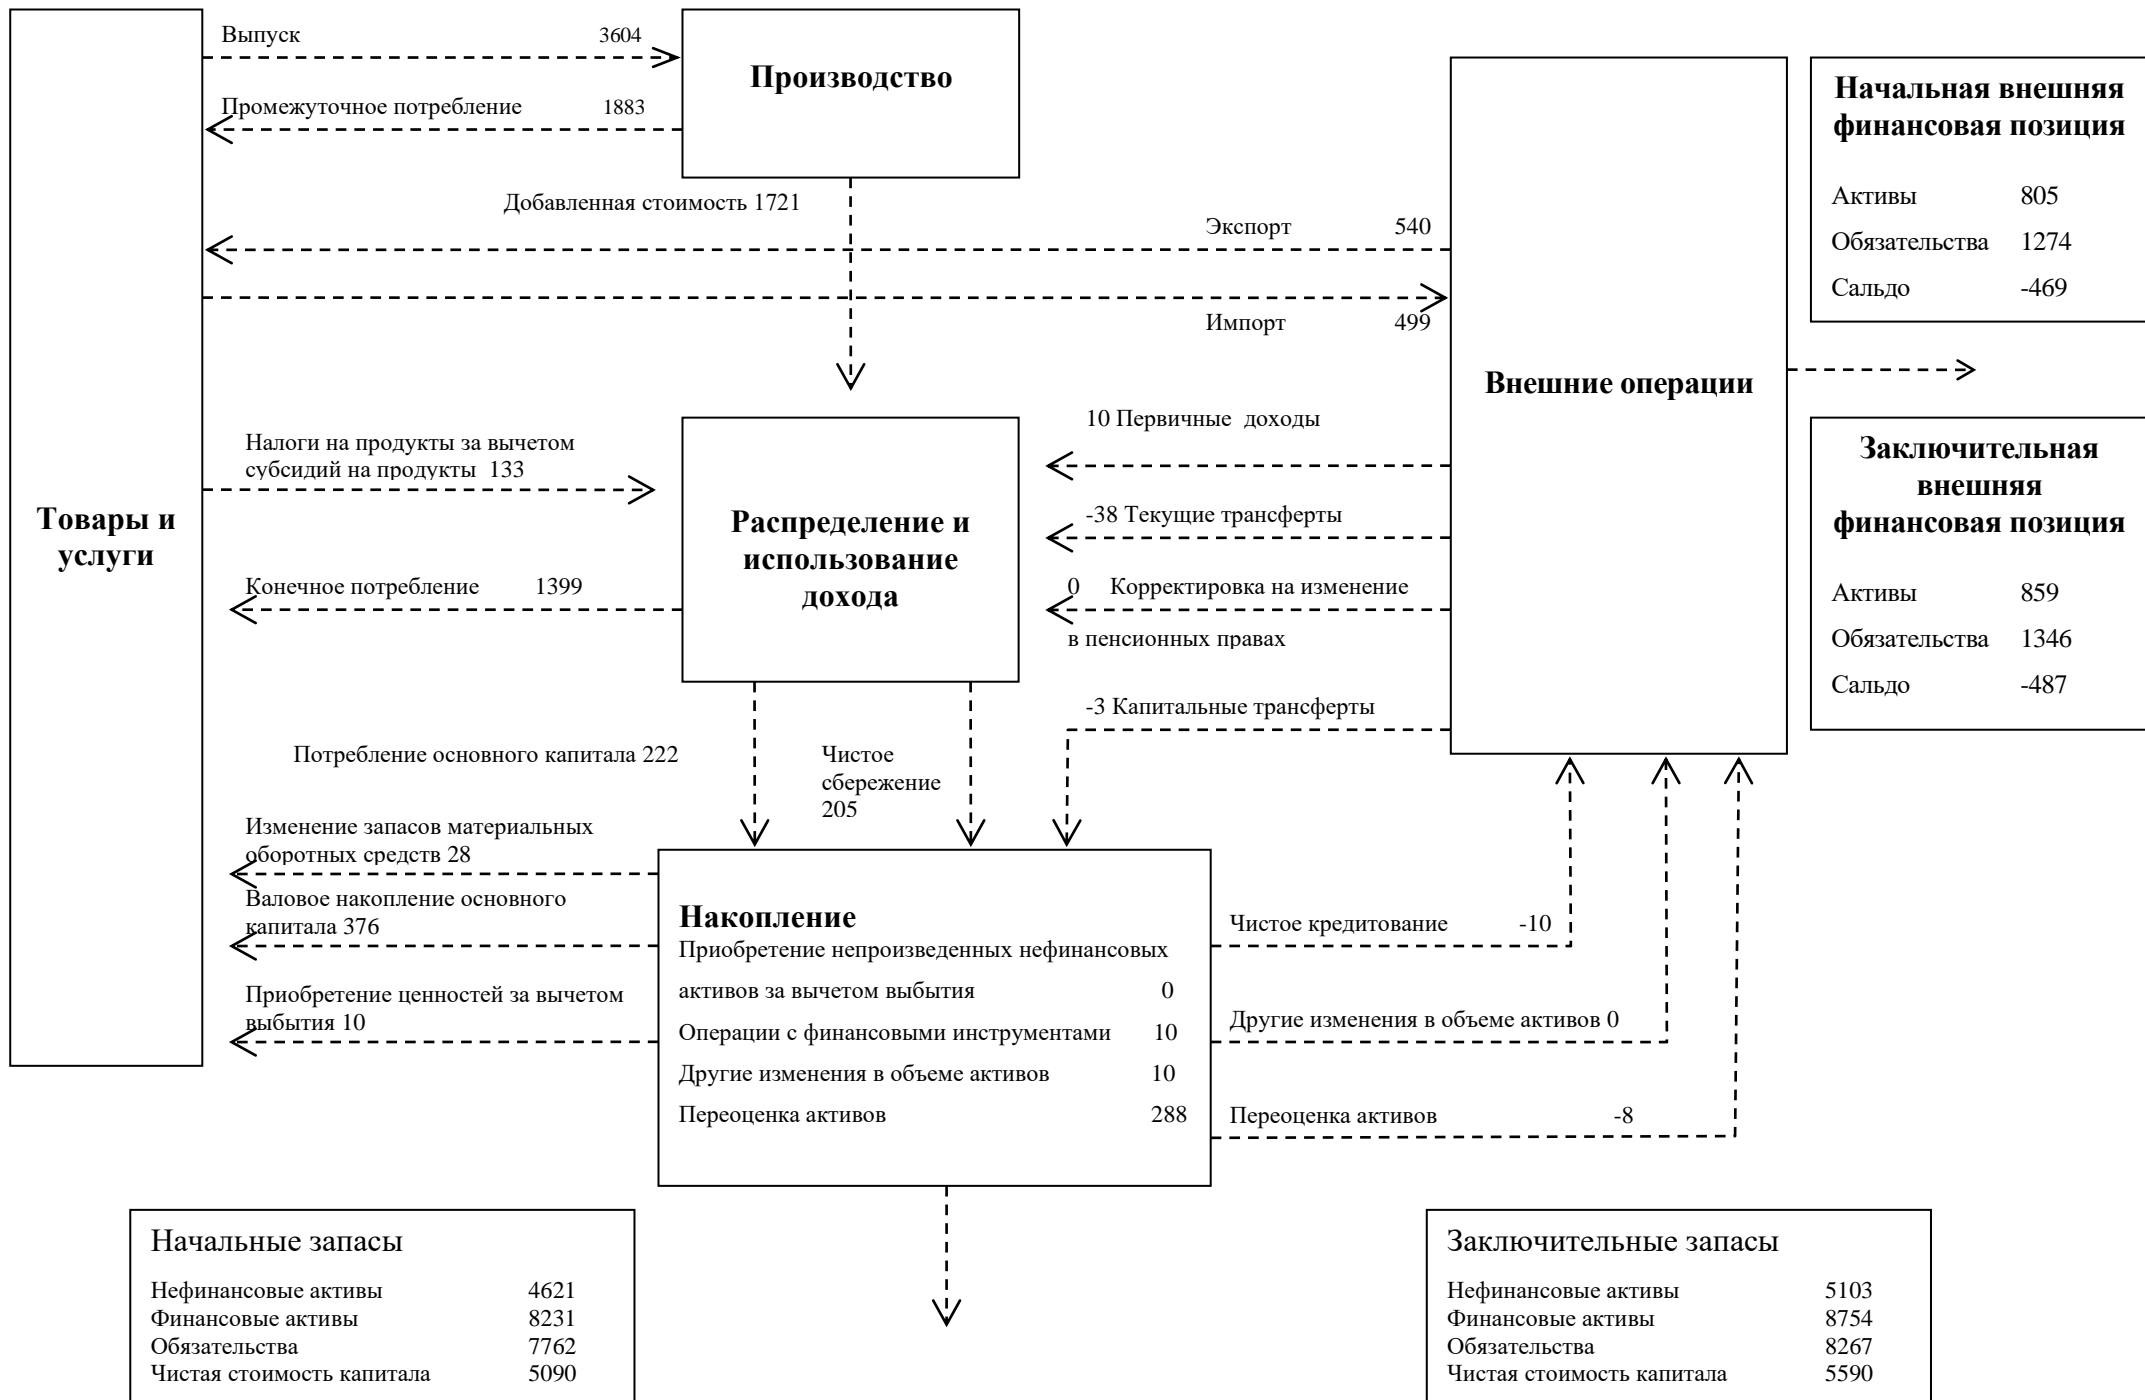 Выпуск 3604
Производство
Промежуточное потребление 1883
Добавленная стоимость 1721
Экспорт 540
Импорт 499
Внешние операции
Начальная внешняя
финансовая позиция
Активы 805
Обязательства 1274
Сальдо -469
Заключительная
внешняя
финансовая позиция
Активы 859
Обязательства 1346
Сальдо -487
Товары и
услуги
Налоги на продукты за вычетом
субсидий на продукты 133
Конечное потребление 1399
Распределение и
использование
дохода
10 Первичные доходы
-38 Текущие трансферты
0 Корректировка на изменение
в пенсионных правах
-3 Капитальные трансферты
Потребление основного капитала 222
Чистое
сбережение
205
Изменение запасов материальных
оборотных средств 28
Валовое накопление основного
капитала 376
Приобретение ценностей за вычетом
выбытия 10
Накопление
Приобретение непроизведенных нефинансовых
активов за вычетом выбытия 0
Операции с финансовыми инструментами 10
Другие изменения в объеме активов 10
Переоценка активов 288
Чистое кредитование -10
Другие изменения в объеме активов 0
Переоценка активов -8
Начальные запасы
Нефинансовые активы 4621
Финансовые активы 8231
Обязательства 7762
Чистая стоимость капитала 5090
Заключительные запасы
Нефинансовые активы 5103
Финансовые активы 8754
Обязательства 8267
Чистая стоимость капитала 5590